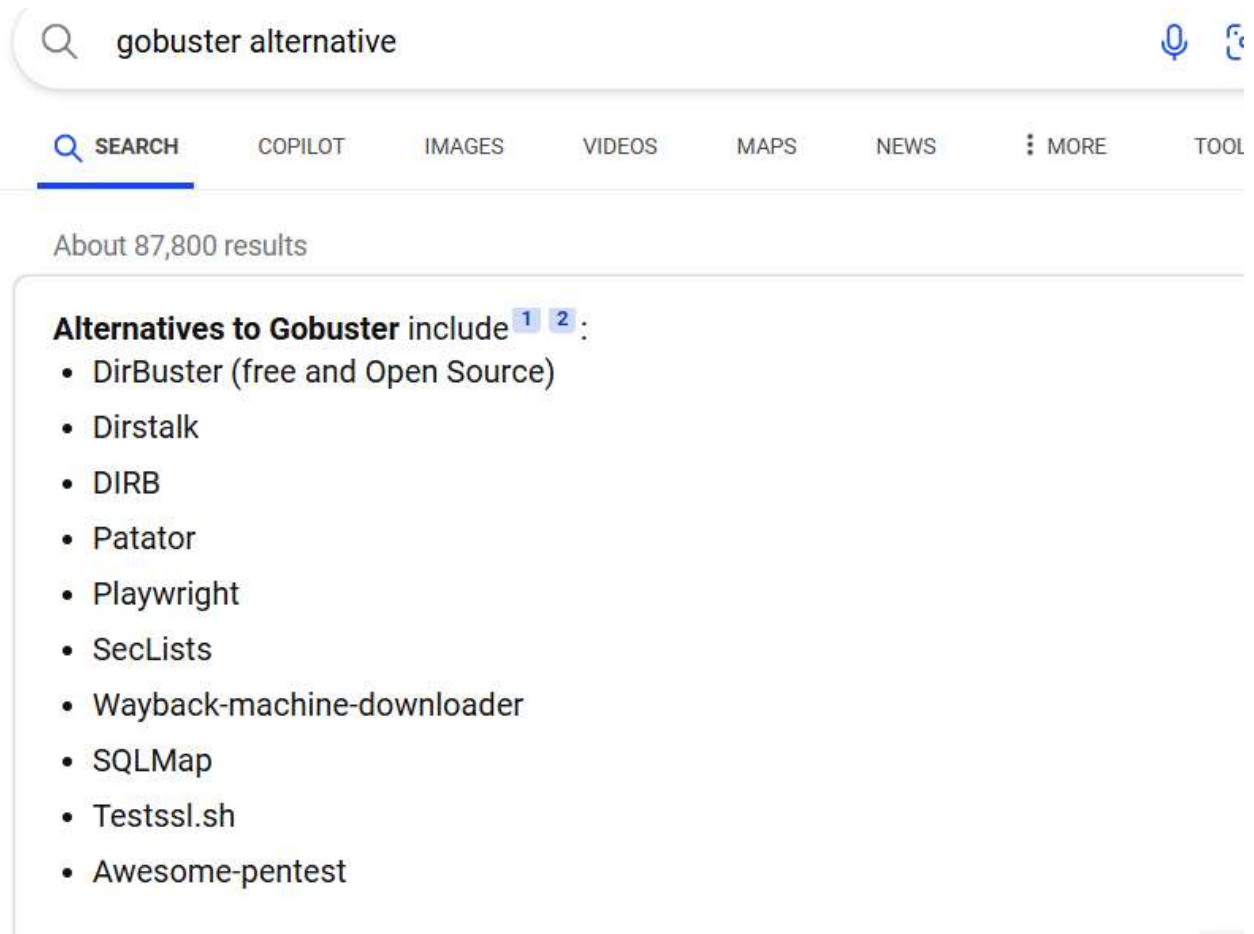 gobuster alternative
SEARCH COPILOT IMAGES VIDEOS MAPS NEWS MORE TOOL
About 87,800 results
Alternatives to Gobuster include 1 2 :
• DirBuster (free and Open Source)
• Dirstalk
• DIRB
• Patator
• Playwright
• SecLists
• Wayback-machine-downloader
• SQLMap
• Testssl.sh
• Awesome-pentest